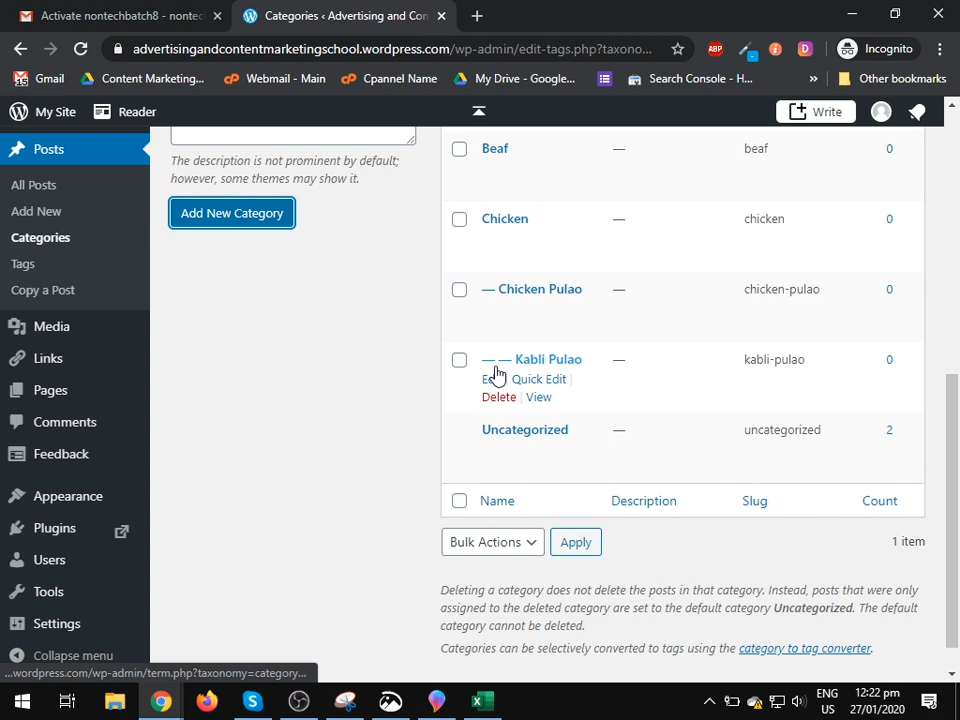 Activate nontechbatch8 - nontec
Categories ‹ Advertising and Con
advertisingandcontentmarketingschool.wordpress.com/wp-admin/edit-tags.php?taxono...
ABP
D
Incognito
Gmail
Content Marketing...
Webmail - Main
Cpannel Name
My Drive - Google...
Search Console - H...
»
Other bookmarks
My Site
Reader
Write
Posts
All Posts
Add New
Categories
Tags
Copy a Post
Media
Links
Pages
Comments
Feedback
Appearance
Plugins
Users
Tools
Settings
Collapse menu
The description is not prominent by default;
however, some themes may show it.
Add New Category
Beaf — beaf 0
Chicken — chicken 0
— Chicken Pulao — chicken-pulao 0
— — Kabli Pulao — kabli-pulao 0
Quick Edit |
Delete | View
Uncategorized — uncategorized 2
Name Description Slug Count
Bulk Actions Apply 1 item
Deleting a category does not delete the posts in that category. Instead, posts that were only
assigned to the deleted category are set to the default category Uncategorized. The default
category cannot be deleted.
Categories can be selectively converted to tags using the category to tag converter.
...wordpress.com/wp-admin/term.php?taxonomy=category...
ENG
US
12:22 pm
27/01/2020